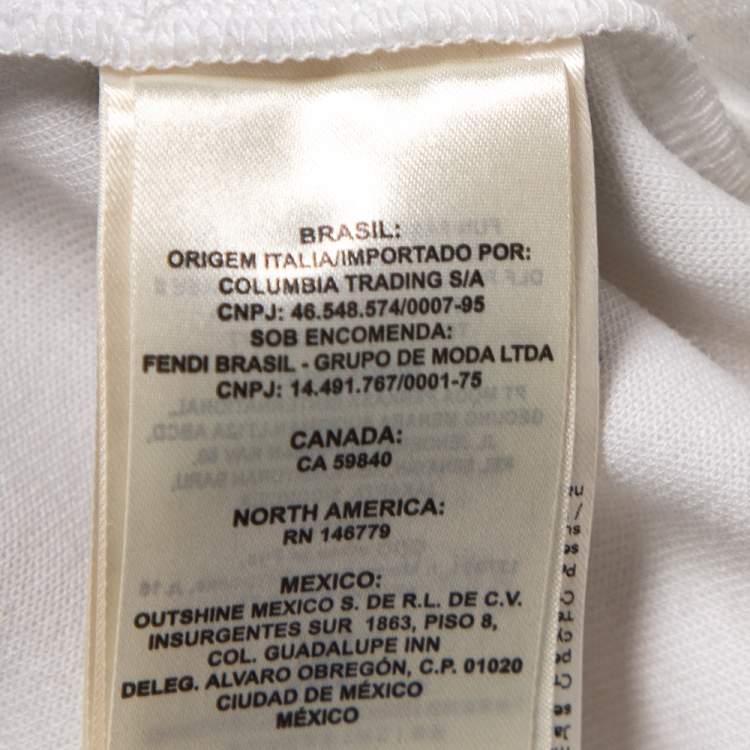 BRASIL:
ORIGEM ITALIA/IMPORTADO POR:
COLUMBIA TRADING S/A
CNPJ: 46.548.574/0007-95
SOB ENCOMENDA:
FENDI BRASIL - GRUPO DE MODA LTDA
CNPJ: 14.491.767/0001-75
CANADA:
CA 59840
NORTH AMERICA:
RN 146779
MEXICO:
OUTSHINE MEXICO S. DE R.L. DE C.V.
INSURGENTES SUR 1863, PISO 8,
COL. GUADALUPE INN
DELEG. ALVARO OBREGÓN, C.P. 01020
CIUDAD DE MÉXICO
MÉXICO